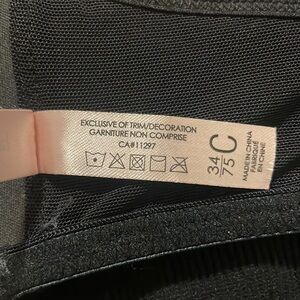 EXCLUSIVE OF TRIM/DECORATION
GARNITURE NON COMPRISE
CA#11297
34 C
75
MADE IN CHINA
FABRIQUÉ
EN CHINE